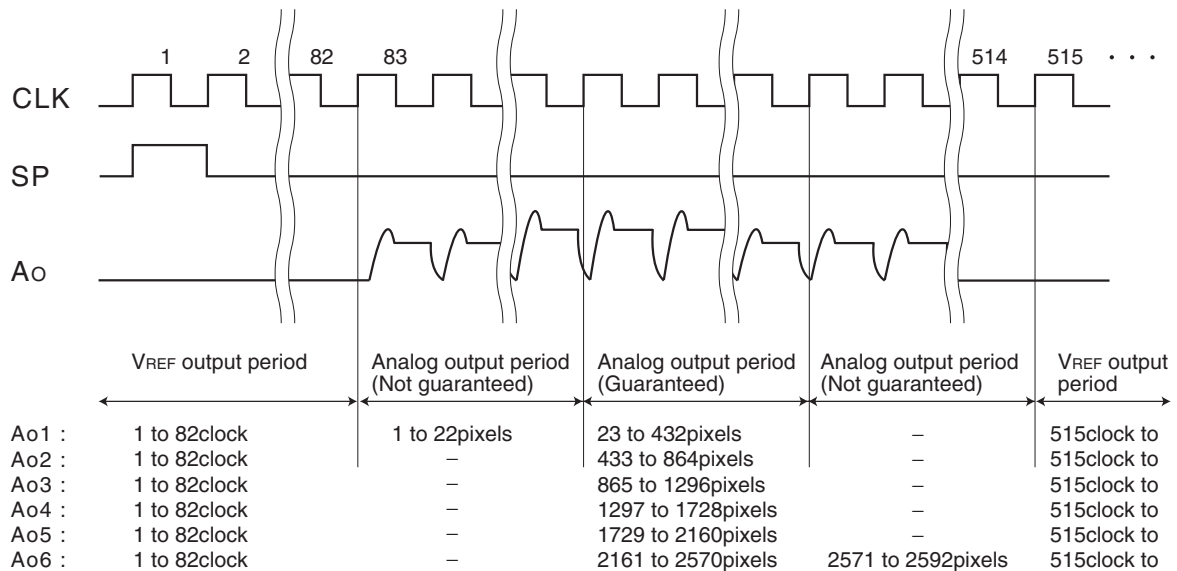 1 2 82 83 514 515 · · ·
CLK
SP
AO
VREF output period Analog output period (Not guaranteed) Analog output period (Guaranteed) Analog output period (Not guaranteed) VREF output period
Ao1 : 1 to 82clock 1 to 22pixels 23 to 432pixels – 515clock to
Ao2 : 1 to 82clock – 433 to 864pixels – 515clock to
Ao3 : 1 to 82clock – 865 to 1296pixels – 515clock to
Ao4 : 1 to 82clock – 1297 to 1728pixels – 515clock to
Ao5 : 1 to 82clock – 1729 to 2160pixels – 515clock to
Ao6 : 1 to 82clock – 2161 to 2570pixels 2571 to 2592pixels 515clock to